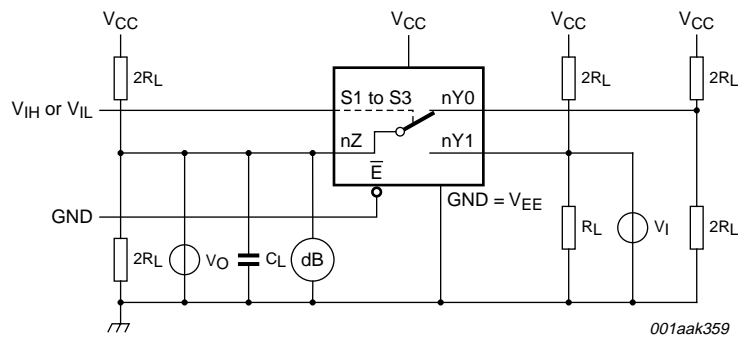 VCC
VCC
VCC
VCC
2RL
2RL
2RL
VIH or VIL
S1 to S3
nY0
nZ
nY1
E
GND
GND = VEE
2RL
VO
CL
dB
RL
VI
2RL
001aak359